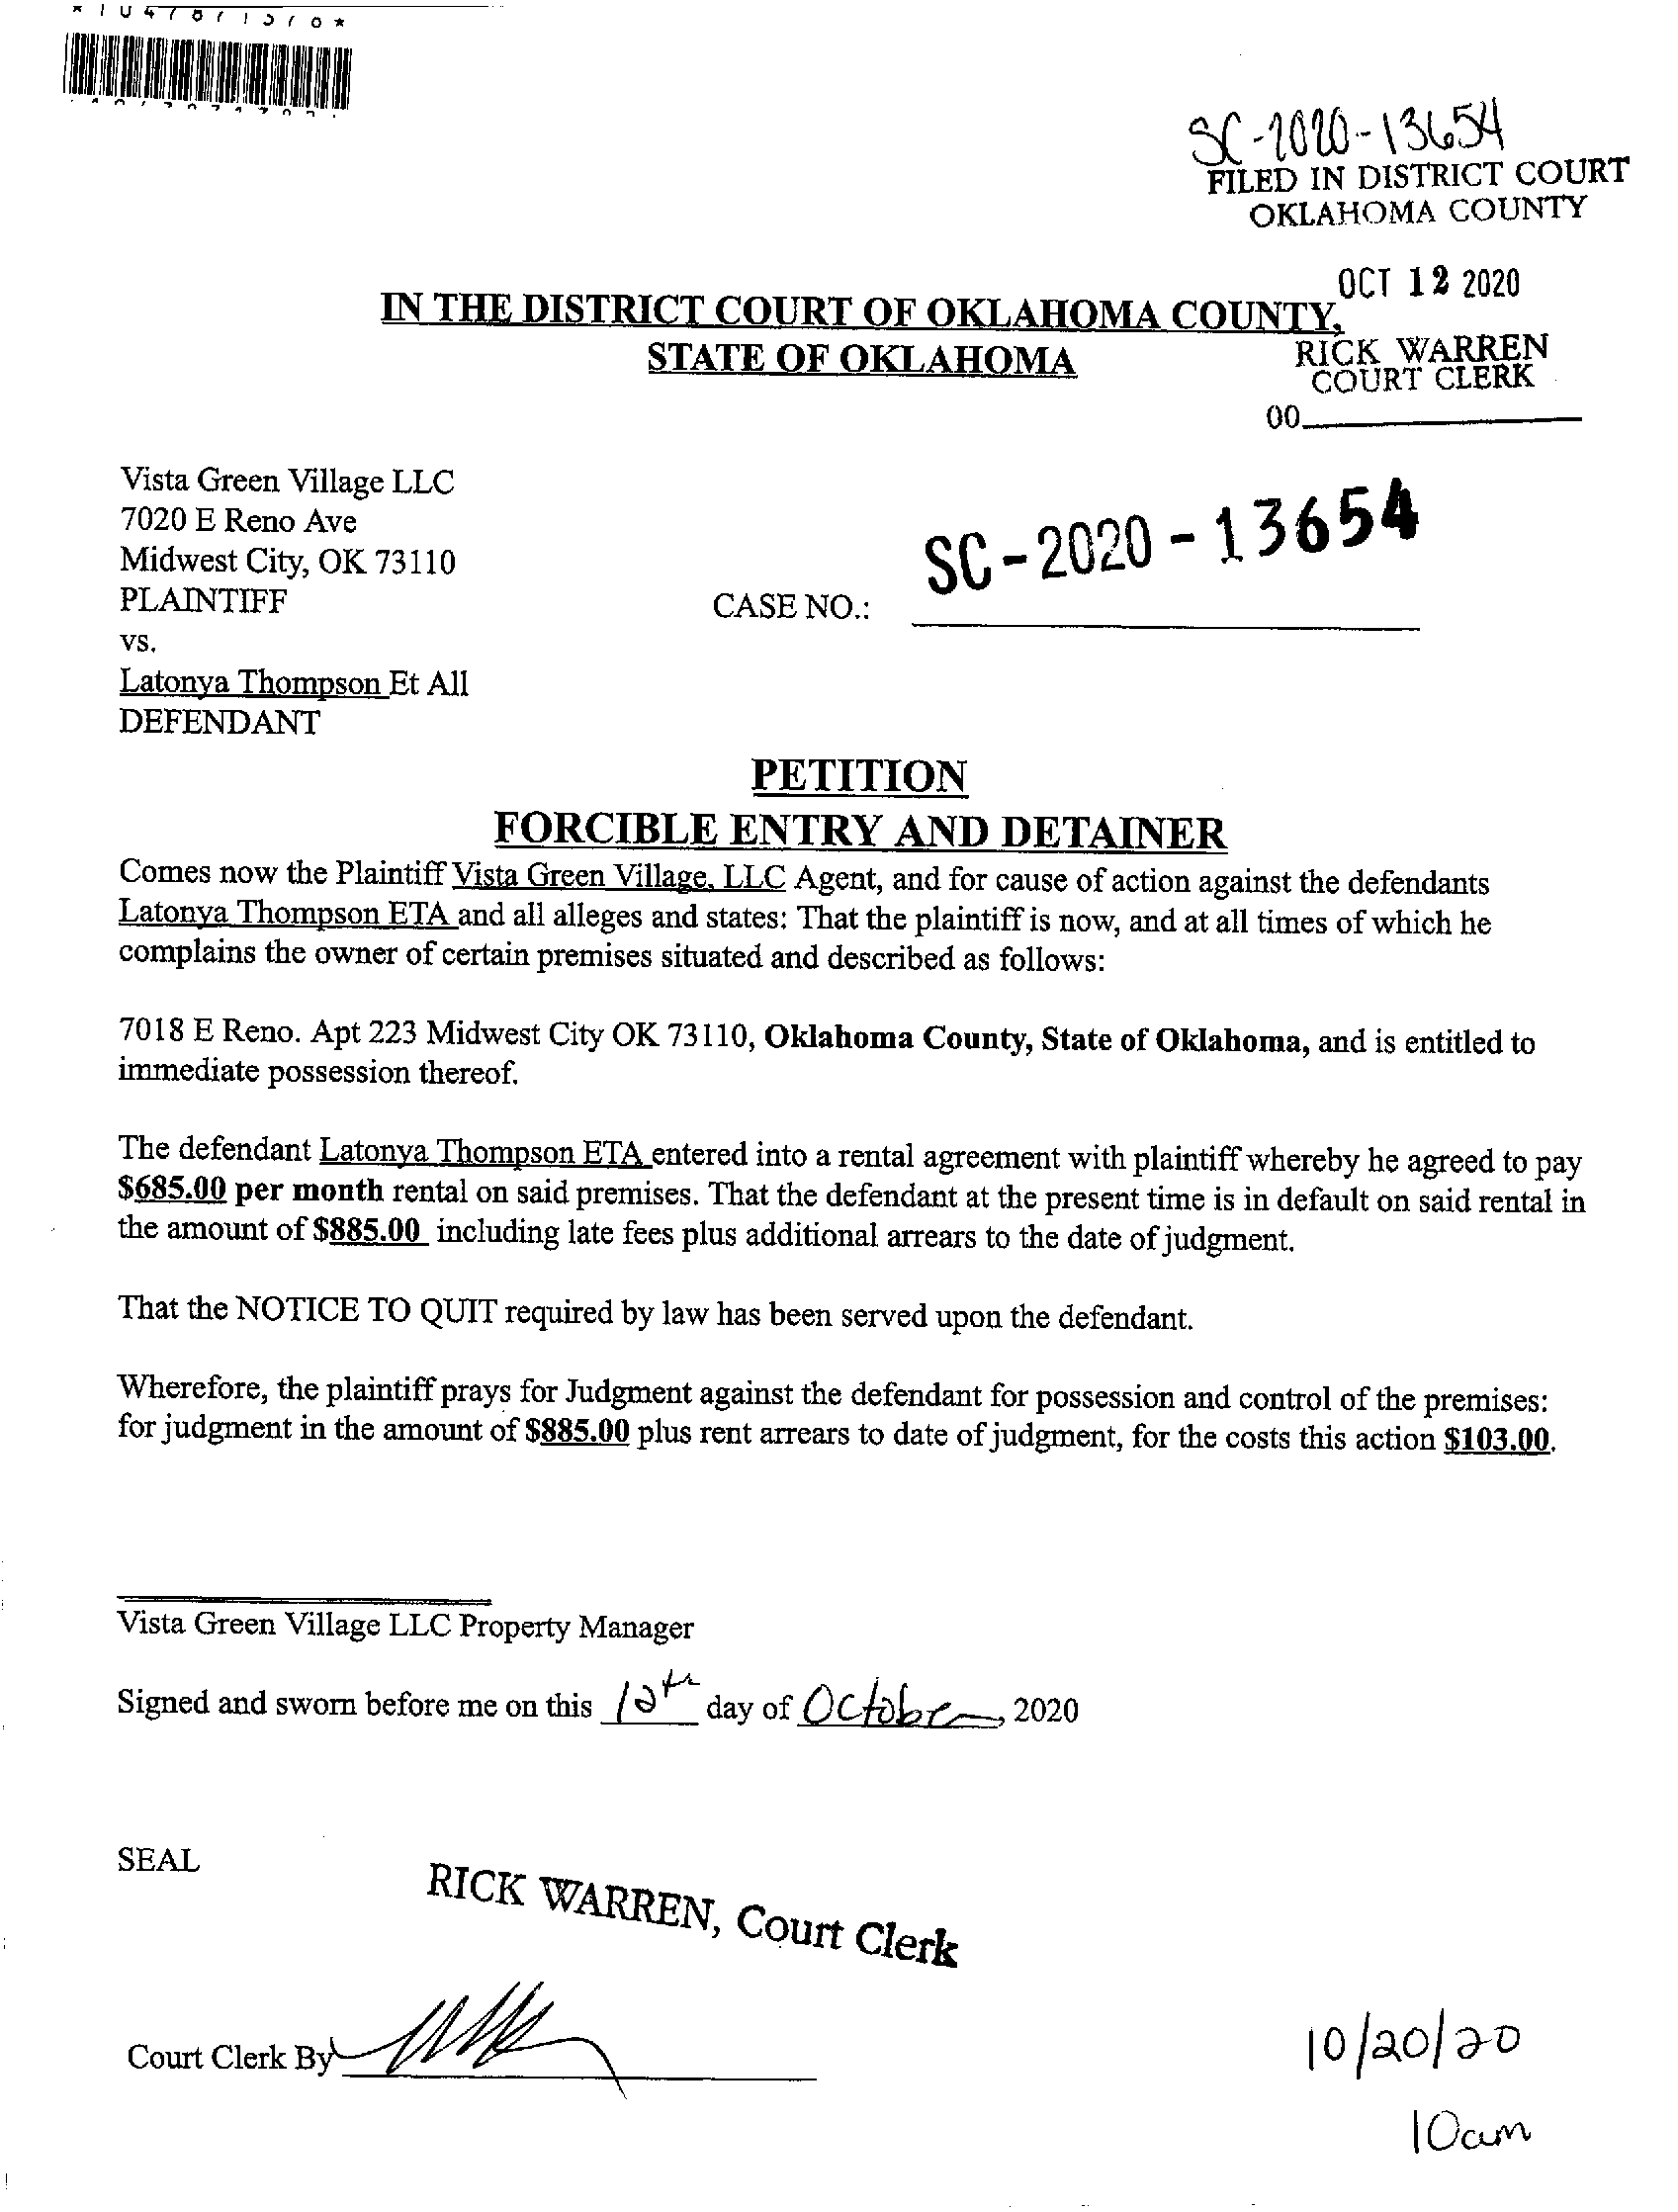 SC-2020-13654
FILED IN DISTRICT COURT
OKLAHOMA COUNTY
OCT 12 2020
IN THE DISTRICT COURT OF OKLAHOMA COUNTY,
STATE OF OKLAHOMA
RICK WARREN
COURT CLERK
00
Vista Green Village LLC
7020 E Reno Ave
Midwest City, OK 73110
PLAINTIFF
CASE NO.: SC-2020-13654
vs.
Latonya Thompson Et All
DEFENDANT
PETITION
FORCIBLE ENTRY AND DETAINER
Comes now the Plaintiff Vista Green Village, LLC Agent, and for cause of action against the defendants
Latonya Thompson ETA and all alleges and states: That the plaintiff is now, and at all times of which he
complains the owner of certain premises situated and described as follows:
7018 E Reno. Apt 223 Midwest City OK 73110, Oklahoma County, State of Oklahoma, and is entitled to
immediate possession thereof.
The defendant Latonya Thompson ETA entered into a rental agreement with plaintiff whereby he agreed to pay
$685.00 per month rental on said premises. That the defendant at the present time is in default on said rental in
the amount of $885.00 including late fees plus additional arrears to the date of judgment.
That the NOTICE TO QUIT required by law has been served upon the defendant.
Wherefore, the plaintiff prays for Judgment against the defendant for possession and control of the premises:
for judgment in the amount of $885.00 plus rent arrears to date of judgment, for the costs this action $103.00.
Vista Green Village LLC Property Manager
Signed and sworn before me on this 12th day of October, 2020
SEAL
RICK WARREN, Court Clerk
Court Clerk By
10/20/20
10am